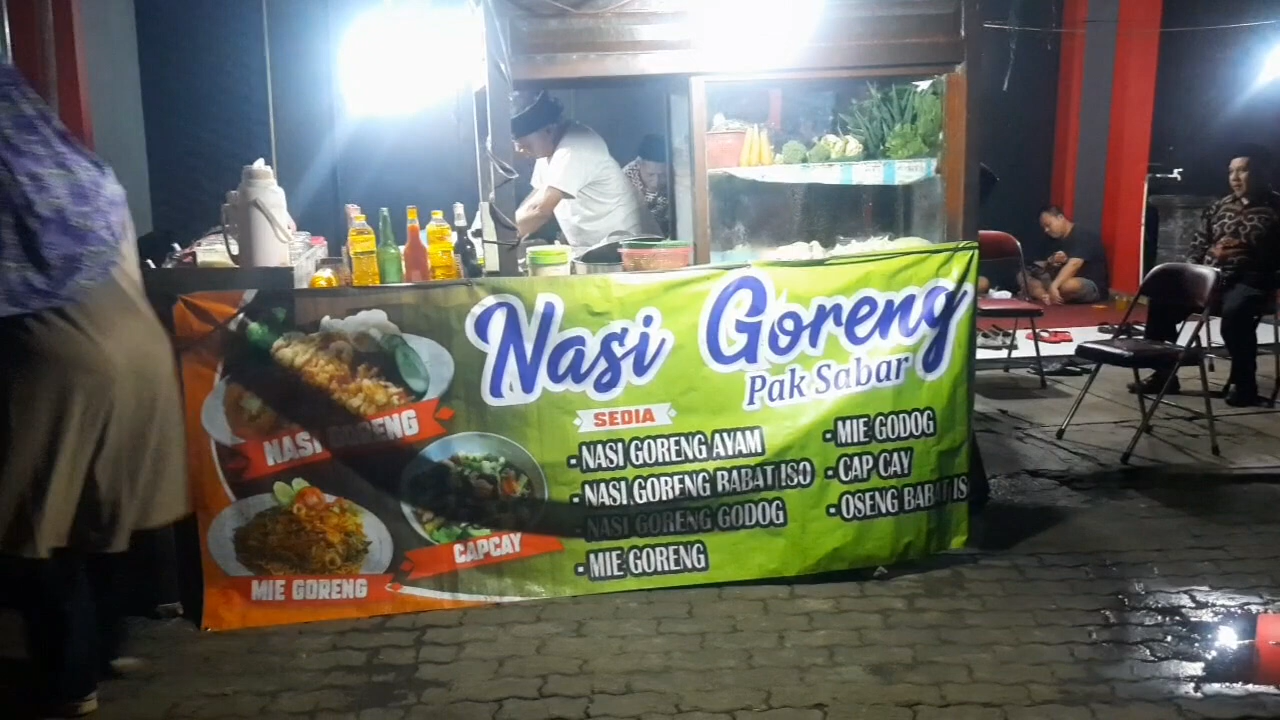 Nasi Goreng
Pak Sabar
SEDIA
- NASI GORENG AYAM
- NASI GORENG BABAT ISO
- NASI GORENG GODOG
- MIE GORENG
- MIE GODOG
- CAP CAY
- OSENG BABAT IS
NASI GORENG
CAPCAY
MIE GORENG